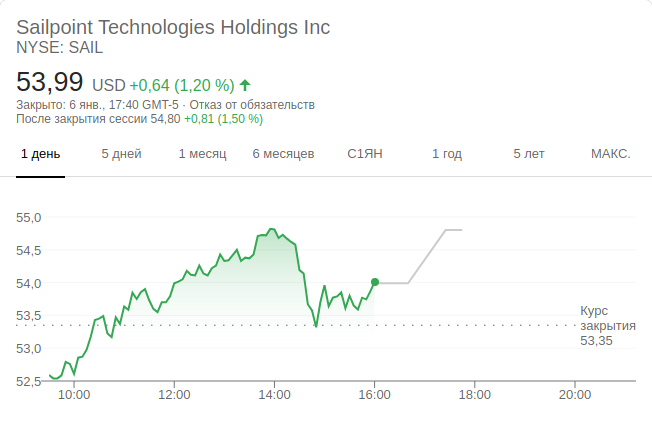 Sailpoint Technologies Holdings Inc
NYSE: SAIL
53,99 USD +0,64 (1,20 %)
Закрыто: 6 янв., 17:40 GMT-5 · Отказ от обязательств
После закрытия сессии 54,80 +0,81 (1,50 %)
1 день 5 дней 1 месяц 6 месяцев С1ЯН 1 год 5 лет МАКС.
55,0
54,5
54,0
53,5
53,0
52,5
Курс
закрытия
53,35
10:00 12:00 14:00 16:00 18:00 20:00